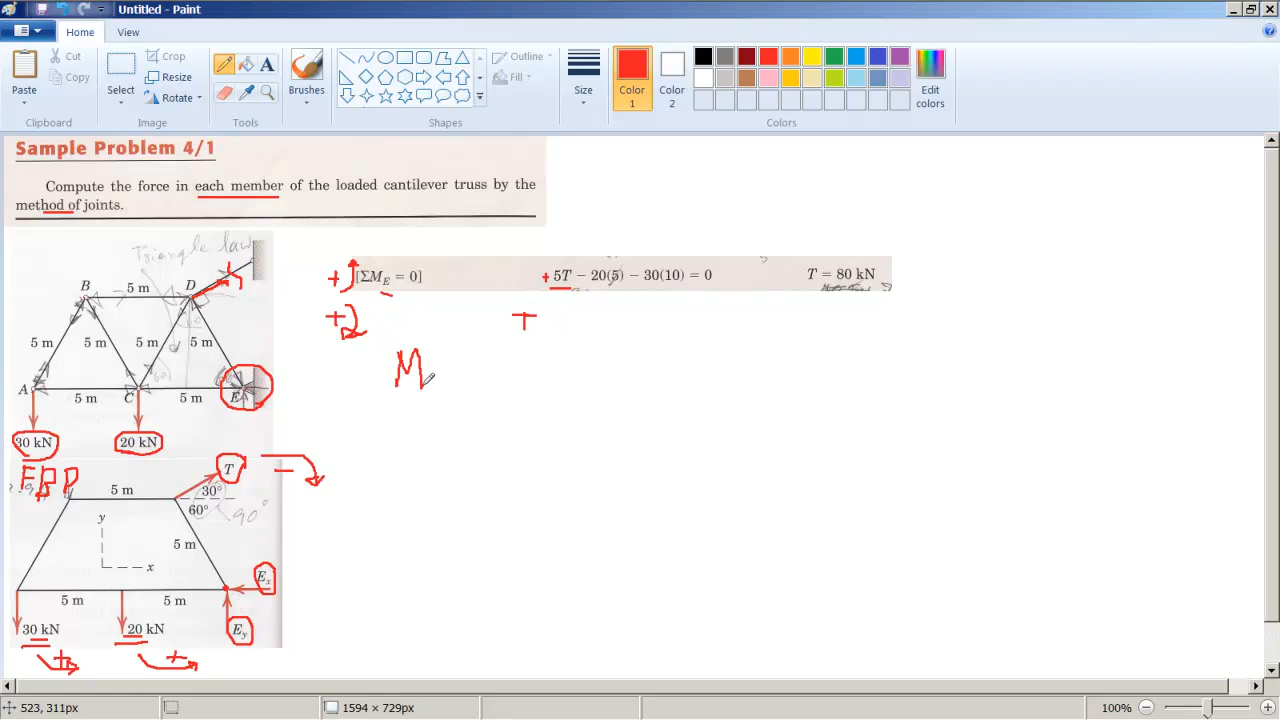 Untitled - Paint
Home
View
Paste
Cut
Copy
Clipboard
Select
Crop
Resize
Rotate
Image
Tools
Brushes
Shapes
Outline
Fill
Size
Color 1
Color 2
Edit colors
Colors
Sample Problem 4/1
Compute the force in each member of the loaded cantilever truss by the
method of joints.
Triangle law
B 5 m D
5 m 5 m 5 m 5 m
A 5 m C 5 m E
30 kN 20 kN
+ [ΣM_E = 0] + 5T − 20(5) − 30(10) = 0 T = 80 kN
+ +
M
FBD
T −
5 m 30°
60° 90°
y
5 m
x
E_x
5 m 5 m
30 kN 20 kN E_y
+ +
523, 311px
1594 × 729px
100%